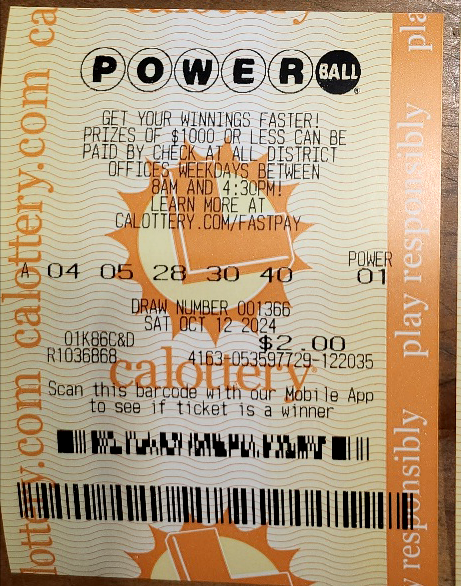 POWERBALL
GET YOUR WINNINGS FASTER!
PRIZES OF $1000 OR LESS CAN BE
PAID BY CHECK AT ALL DISTRICT
OFFICES WEEKDAYS BETWEEN
8AM AND 4:30PM!
LEARN MORE AT
CALOTTERY.COM/FASTPAY
POWER
A 04 05 28 30 40 01
DRAW NUMBER 001366
SAT OCT 12 2024
01K86C&D $2.00
R1036868 4163-053597729-122035
calottery
Scan this barcode with our Mobile App
to see if ticket is a winner
lottery.com calottery.com ca
responsibly play responsibly pla